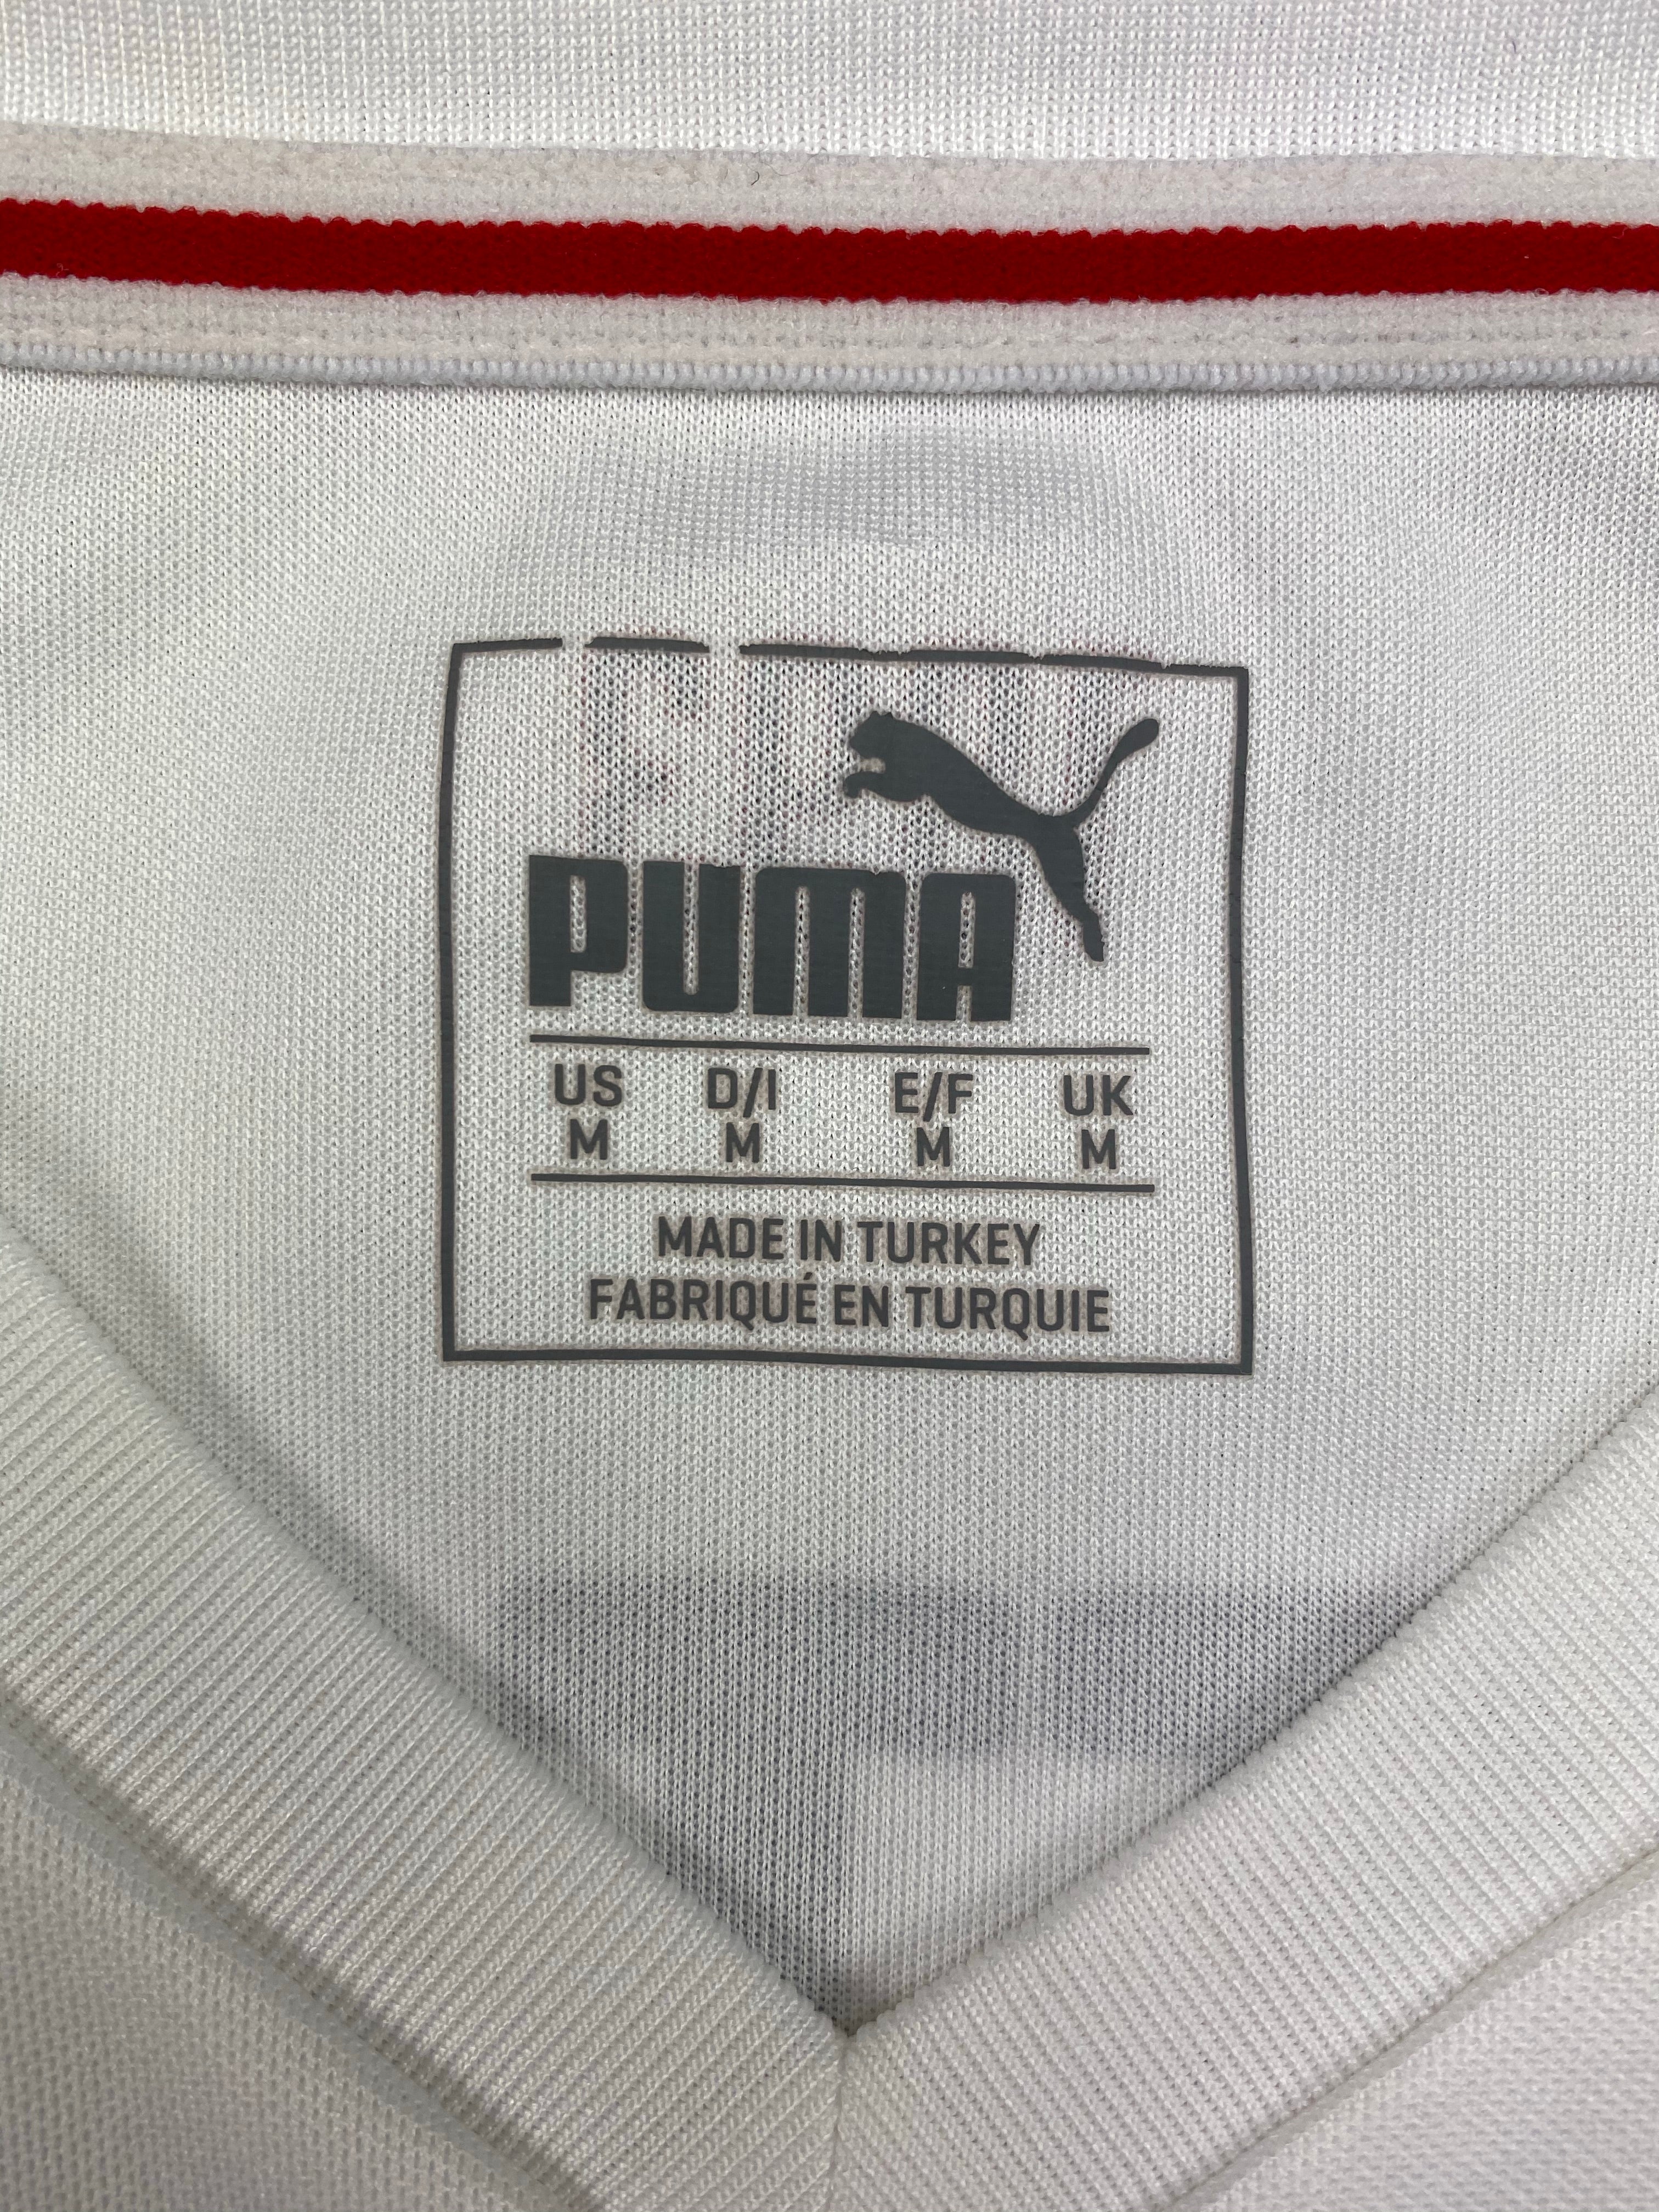 PUMA
US D/I E/F UK
M M M M
MADE IN TURKEY
FABRIQUÉ EN TURQUIE